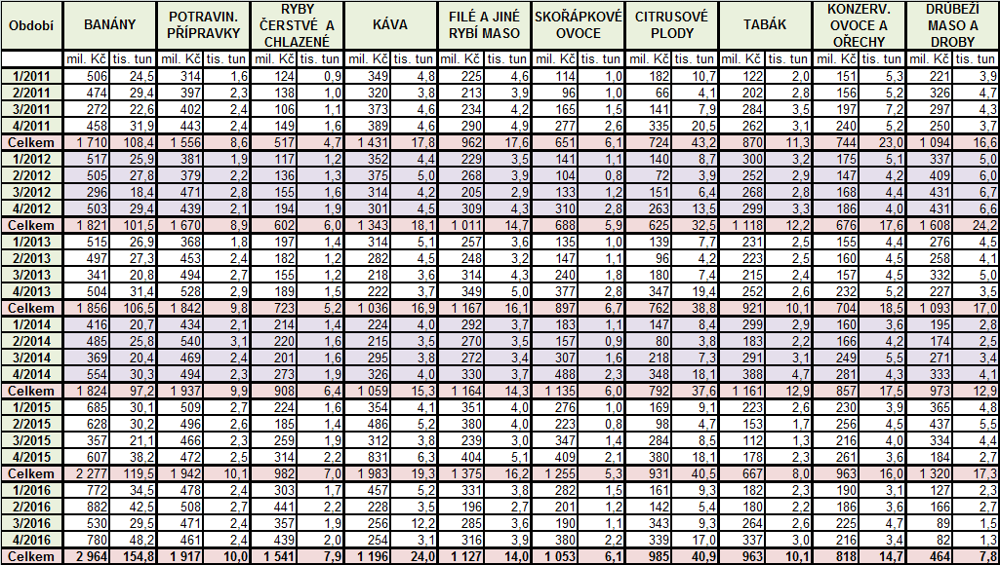 Období BANÁNY POTRAVIN. PŘÍPRAVKY RYBY ČERSTVÉ A CHLAZENÉ KÁVA FILÉ A JINÉ RYBÍ MASO SKOŘÁPKOVÉ OVOCE CITRUSOVÉ PLODY TABÁK KONZERV. OVOCE A OŘECHY DRŮBEŽÍ MASO A DROBY
mil. Kč tis. tun mil. Kč tis. tun mil. Kč tis. tun mil. Kč tis. tun mil. Kč tis. tun mil. Kč tis. tun mil. Kč tis. tun mil. Kč tis. tun mil. Kč tis. tun mil. Kč tis. tun
1/2011 506 24,5 314 1,6 124 0,9 349 4,8 225 4,6 114 1,0 182 10,7 122 2,0 151 5,3 221 3,9
2/2011 474 29,4 397 2,3 138 1,0 320 3,8 213 3,9 96 1,0 66 4,1 202 2,8 156 5,2 326 4,7
3/2011 272 22,6 402 2,4 106 1,1 373 4,6 234 4,2 165 1,5 141 7,9 284 3,5 197 7,2 297 4,3
4/2011 458 31,9 443 2,4 149 1,6 389 4,6 290 4,9 277 2,6 335 20,5 262 3,1 240 5,2 250 3,7
Celkem 1 710 108,4 1 556 8,6 517 4,7 1 431 17,8 962 17,6 651 6,1 724 43,2 870 11,3 744 23,0 1 094 16,6
1/2012 517 25,9 381 1,9 117 1,2 352 4,4 229 3,5 141 1,1 140 8,7 300 3,2 175 5,1 337 5,0
2/2012 505 27,8 379 2,2 136 1,3 375 5,0 268 3,9 104 0,8 72 3,9 252 2,9 147 4,2 409 6,0
3/2012 296 18,4 471 2,8 155 1,6 314 4,2 205 2,9 133 1,2 151 6,4 268 2,8 168 4,4 431 6,7
4/2012 503 29,4 439 2,1 194 1,9 301 4,5 309 4,3 310 2,8 263 13,5 299 3,3 186 4,0 431 6,6
Celkem 1 821 101,5 1 670 8,9 602 6,0 1 343 18,1 1 011 14,7 688 5,9 625 32,5 1 118 12,2 676 17,6 1 608 24,2
1/2013 515 26,9 368 1,8 197 1,4 314 5,1 257 3,6 135 1,0 139 7,7 231 2,5 155 4,4 276 4,5
2/2013 497 27,3 453 2,4 182 1,2 282 4,5 248 3,2 147 1,1 96 4,2 223 2,5 160 4,5 258 4,1
3/2013 341 20,8 494 2,7 155 1,2 218 3,6 314 4,3 240 1,8 180 7,4 215 2,4 157 4,5 332 5,0
4/2013 504 31,4 528 2,9 189 1,5 222 3,7 349 5,0 377 2,8 347 19,4 252 2,6 232 5,2 227 3,5
Celkem 1 856 106,5 1 842 9,8 723 5,2 1 036 16,9 1 167 16,1 897 6,7 762 38,8 921 10,1 704 18,5 1 093 17,0
1/2014 416 20,7 434 2,1 214 1,4 224 4,0 292 3,7 183 1,1 147 8,4 299 2,9 160 3,6 195 2,8
2/2014 485 25,8 540 3,1 220 1,6 215 3,5 270 3,5 157 0,9 80 3,8 183 2,2 166 4,2 174 2,5
3/2014 369 20,4 469 2,4 201 1,6 295 3,8 272 3,4 307 1,6 218 7,3 291 3,1 249 5,5 271 3,4
4/2014 554 30,3 494 2,3 273 1,9 326 4,0 330 3,7 488 2,3 348 18,1 388 4,7 281 4,3 333 4,1
Celkem 1 824 97,2 1 937 9,9 908 6,4 1 059 15,3 1 164 14,3 1 135 6,0 792 37,6 1 161 12,9 857 17,5 973 12,9
1/2015 685 30,1 509 2,7 224 1,6 354 4,1 351 4,0 276 1,0 169 9,1 223 2,6 230 3,9 365 4,8
2/2015 628 30,2 496 2,6 185 1,4 486 5,2 380 4,0 223 0,8 98 4,7 153 1,7 256 4,5 437 5,5
3/2015 357 21,1 466 2,3 259 1,9 312 3,8 239 3,0 347 1,4 284 8,5 112 1,3 216 4,0 334 4,4
4/2015 607 38,2 472 2,5 314 2,2 831 6,3 404 5,1 409 2,1 380 18,1 178 2,3 261 3,6 184 2,7
Celkem 2 277 119,5 1 942 10,1 982 7,0 1 983 19,3 1 375 16,2 1 255 5,3 931 40,5 667 8,0 963 16,0 1 320 17,3
1/2016 772 34,5 478 2,4 303 1,7 457 5,2 331 3,8 282 1,5 161 9,3 182 2,3 190 3,1 127 2,3
2/2016 882 42,5 508 2,7 441 2,2 228 3,5 196 2,7 201 1,2 142 5,4 180 2,2 186 3,6 166 2,7
3/2016 530 29,5 471 2,4 357 1,9 256 12,2 285 3,6 190 1,1 343 9,3 264 2,6 225 4,7 89 1,5
4/2016 780 48,2 461 2,4 439 2,0 254 3,1 316 3,9 380 2,2 339 17,0 337 3,0 216 3,4 82 1,3
Celkem 2 964 154,8 1 917 10,0 1 541 7,9 1 196 24,0 1 127 14,0 1 053 6,1 985 40,9 963 10,1 818 14,7 464 7,8